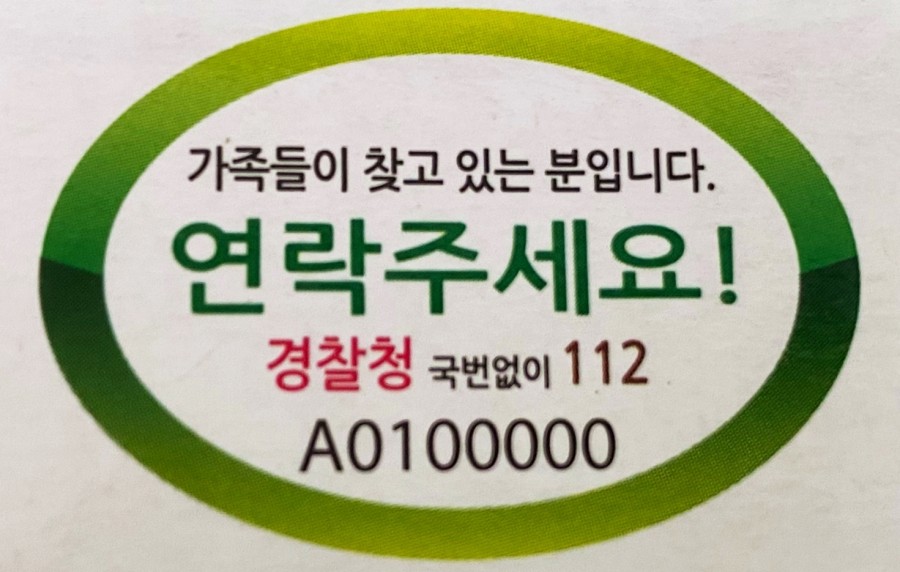 가족들이 찾고 있는 분입니다.
연락주세요!
경찰청 국번없이 112
A0100000